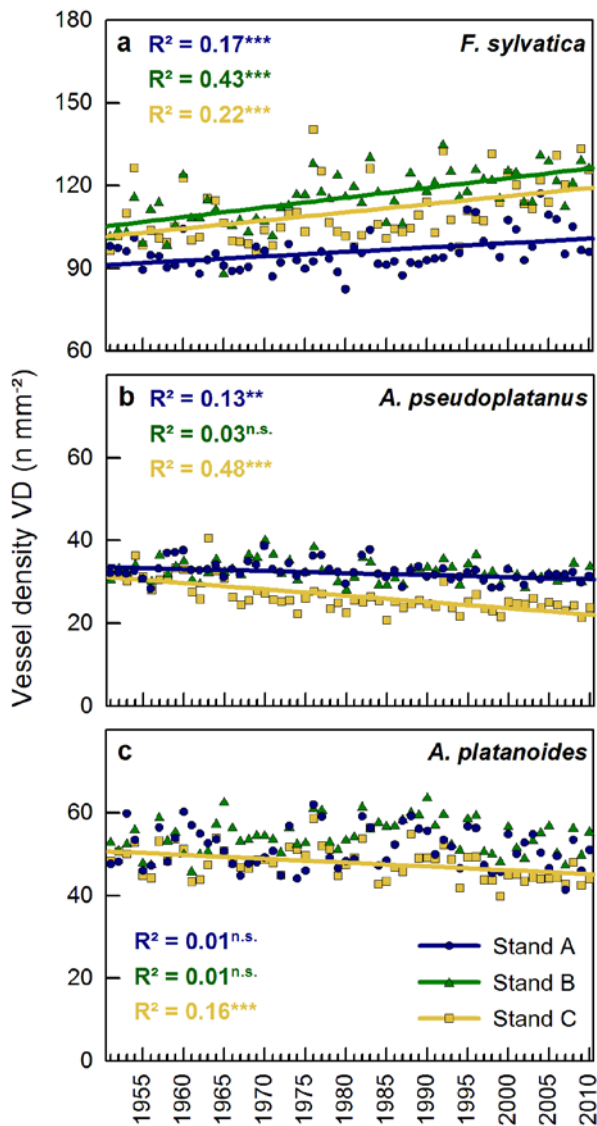 a
R² = 0.17***
F. sylvatica
R² = 0.43***
R² = 0.22***
180
150
120
90
60
b
R² = 0.13**
A. pseudoplatanus
R² = 0.03n.s.
R² = 0.48***
60
40
20
0
Vessel density VD (n mm⁻²)
c
A. platanoides
60
40
20
0
R² = 0.01n.s.
R² = 0.01n.s.
R² = 0.16***
Stand A
Stand B
Stand C
1955
1960
1965
1970
1975
1980
1985
1990
1995
2000
2005
2010